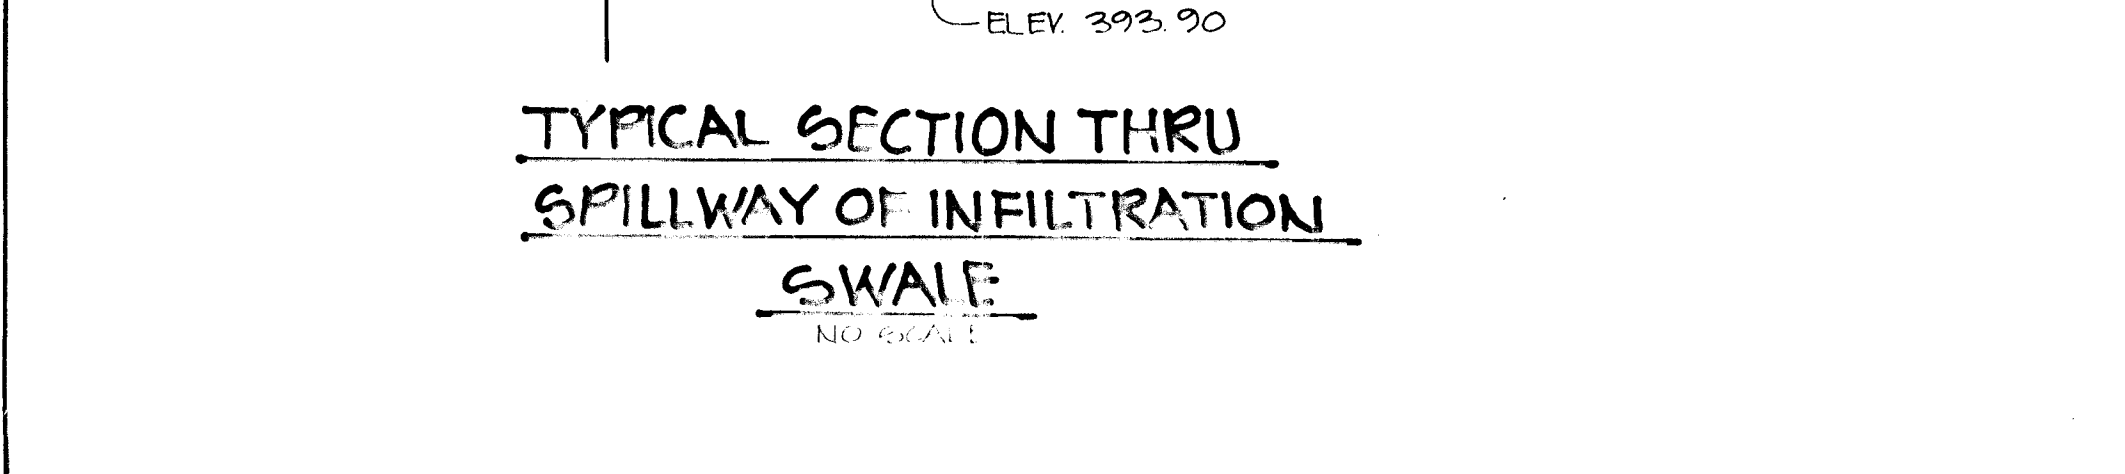 ELEV. 393.90
TYPICAL SECTION THRU
SPILLWAY OF INFILTRATION
SWALE
NO SCALE